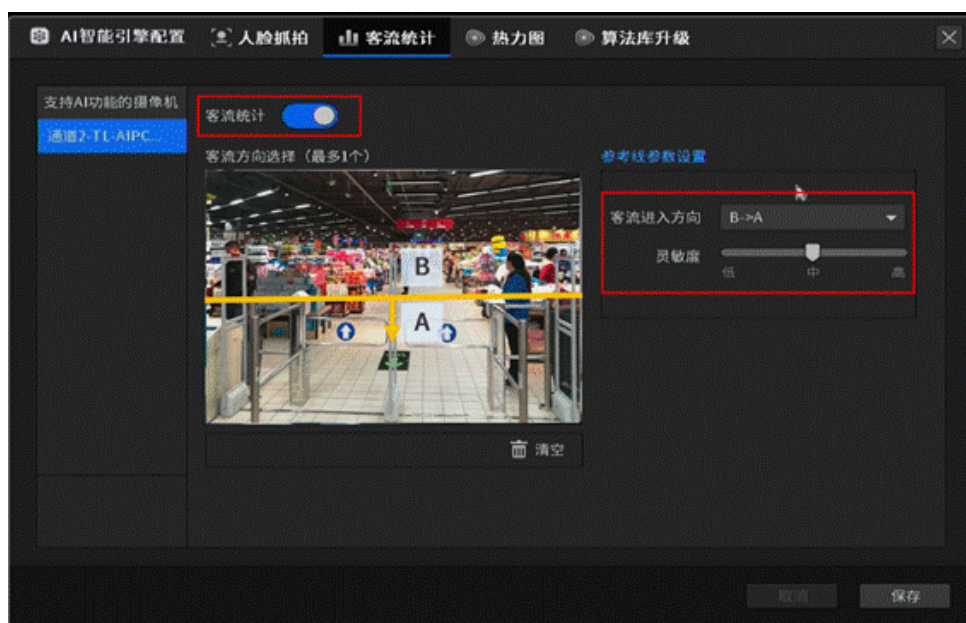 AI智能引擎配置 人脸抓拍 客流统计 热力图 算法库升级
支持AI功能的摄像机
通道2-TL-AIPC...
客流统计
客流方向选择（最多1个）
B
A
清空
参考线参数设置
客流进入方向 B->A
灵敏度
低 中 高
取消 保存